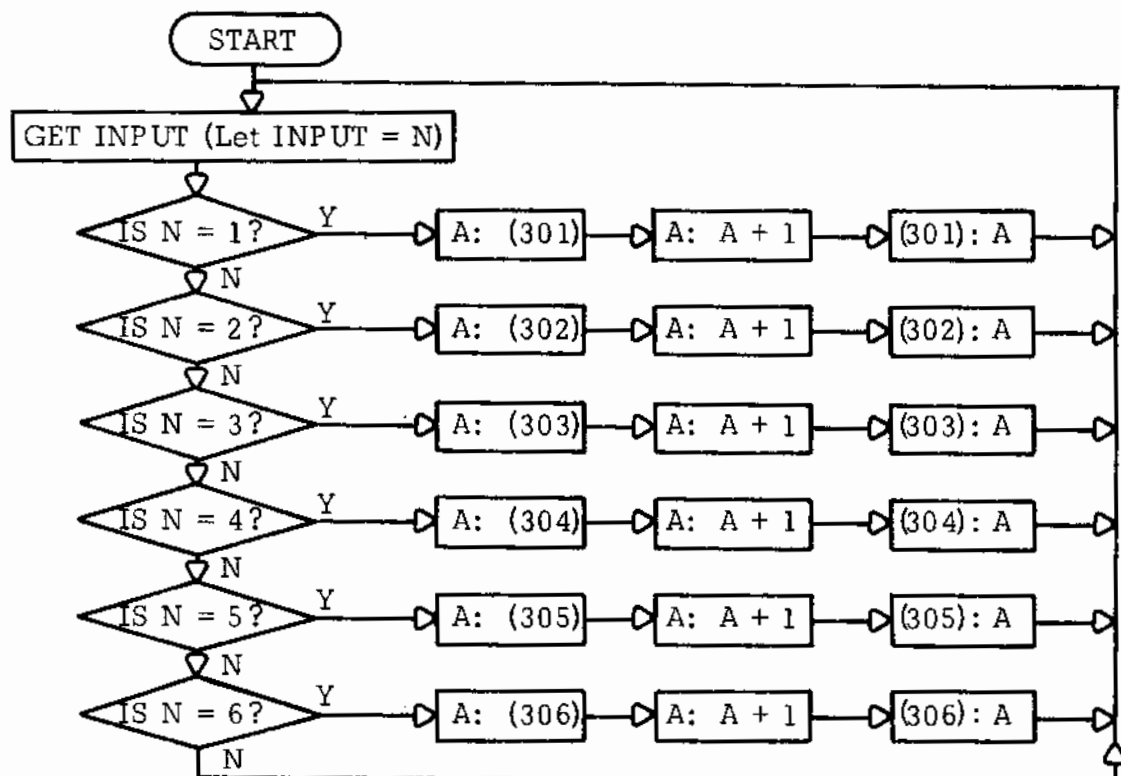 START
GET INPUT (Let INPUT = N)
IS N = 1? Y A: (301) A: A + 1 (301): A
N
IS N = 2? Y A: (302) A: A + 1 (302): A
N
IS N = 3? Y A: (303) A: A + 1 (303): A
N
IS N = 4? Y A: (304) A: A + 1 (304): A
N
IS N = 5? Y A: (305) A: A + 1 (305): A
N
IS N = 6? Y A: (306) A: A + 1 (306): A
N